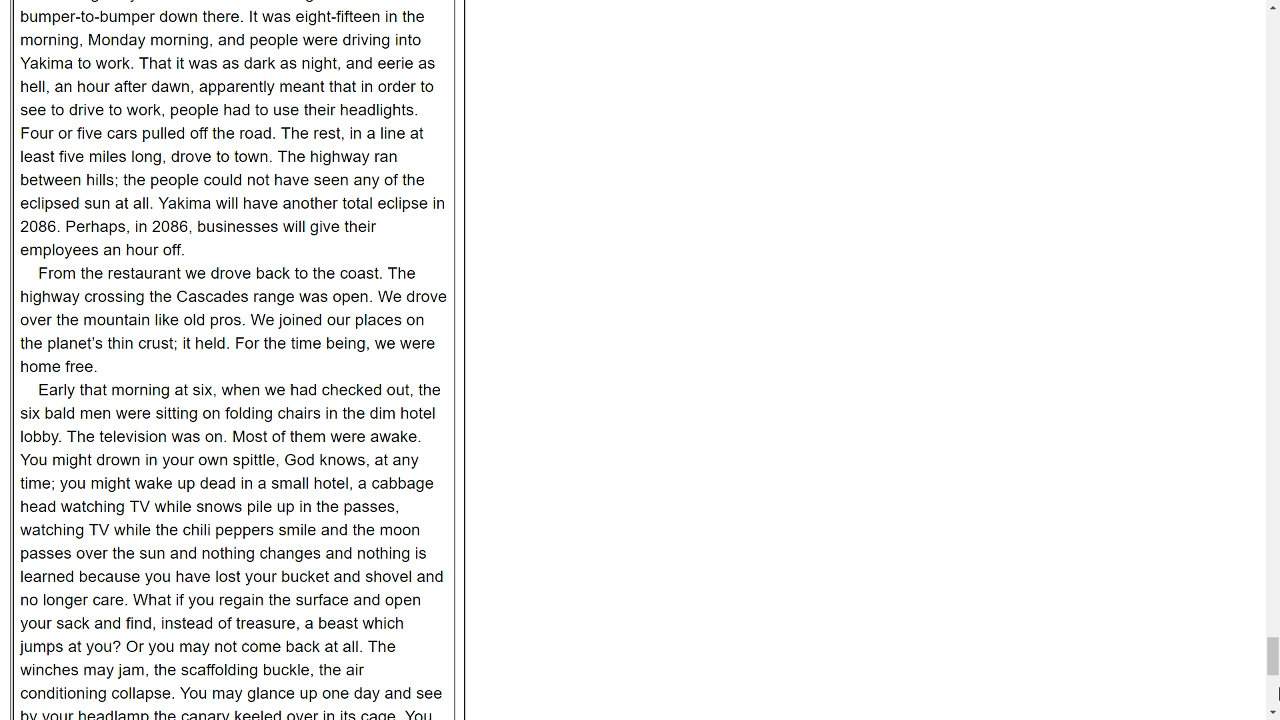 bumper-to-bumper down there. It was eight-fifteen in the
morning, Monday morning, and people were driving into
Yakima to work. That it was as dark as night, and eerie as
hell, an hour after dawn, apparently meant that in order to
see to drive to work, people had to use their headlights.
Four or five cars pulled off the road. The rest, in a line at
least five miles long, drove to town. The highway ran
between hills; the people could not have seen any of the
eclipsed sun at all. Yakima will have another total eclipse in
2086. Perhaps, in 2086, businesses will give their
employees an hour off.
From the restaurant we drove back to the coast. The
highway crossing the Cascades range was open. We drove
over the mountain like old pros. We joined our places on
the planet's thin crust; it held. For the time being, we were
home free.
Early that morning at six, when we had checked out, the
six bald men were sitting on folding chairs in the dim hotel
lobby. The television was on. Most of them were awake.
You might drown in your own spittle, God knows, at any
time; you might wake up dead in a small hotel, a cabbage
head watching TV while snows pile up in the passes,
watching TV while the chili peppers smile and the moon
passes over the sun and nothing changes and nothing is
learned because you have lost your bucket and shovel and
no longer care. What if you regain the surface and open
your sack and find, instead of treasure, a beast which
jumps at you? Or you may not come back at all. The
winches may jam, the scaffolding buckle, the air
conditioning collapse. You may glance up one day and see
by your headlamp the canary keeled over in its cage. You